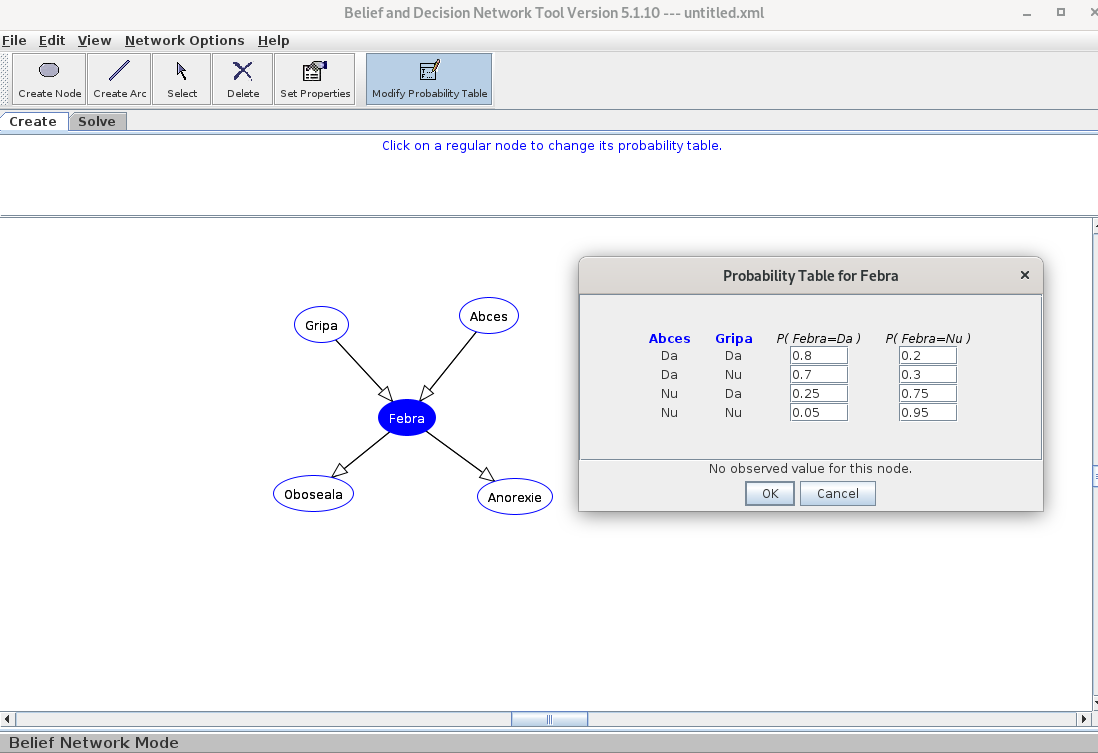 Belief and Decision Network Tool Version 5.1.10 --- untitled.xml
File Edit View Network Options Help
Create Node Create Arc Select Delete Set Properties Modify Probability Table
Create Solve
Click on a regular node to change its probability table.
Gripa Abces
Febra
Oboseala Anorexie
Probability Table for Febra
Abces Gripa P( Febra=Da ) P( Febra=Nu )
Da Da 0.8 0.2
Da Nu 0.7 0.3
Nu Da 0.25 0.75
Nu Nu 0.05 0.95
No observed value for this node.
OK Cancel
Belief Network Mode